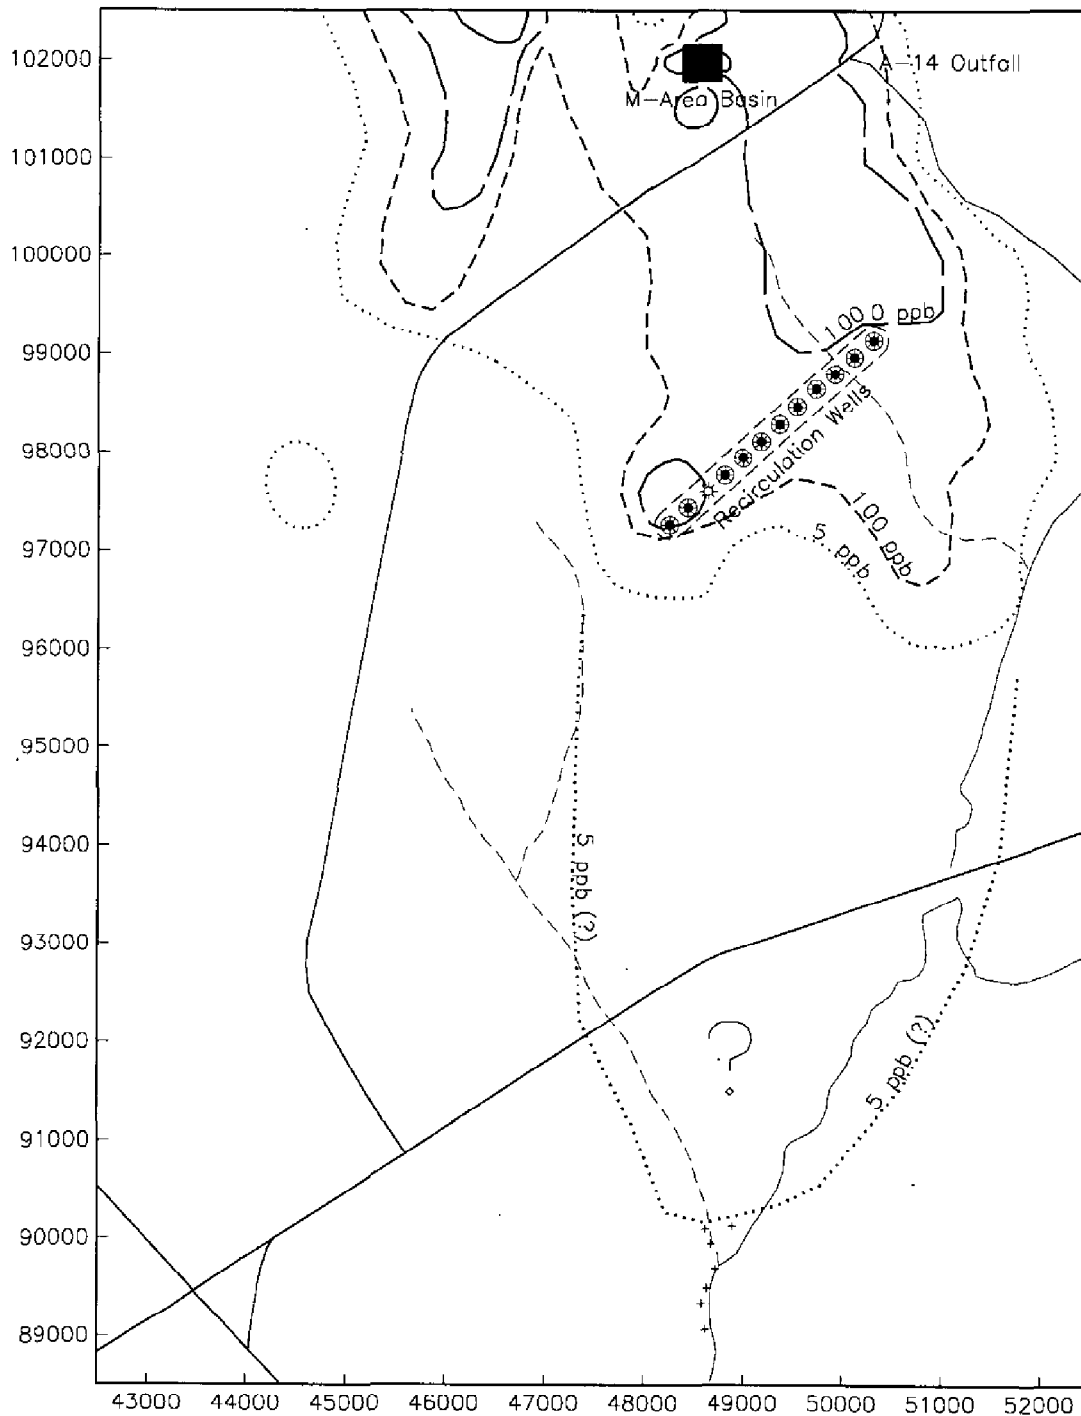 102000
A-14 Outfall
M-Area Basin
101000
100000
1000 ppb
99000
98000
Recirculation Wells
100 ppb
5 ppb
97000
96000
95000
94000
5 ppb (?)
93000
92000
?
5 ppb (?)
91000
90000
89000
43000 44000 45000 46000 47000 48000 49000 50000 51000 52000